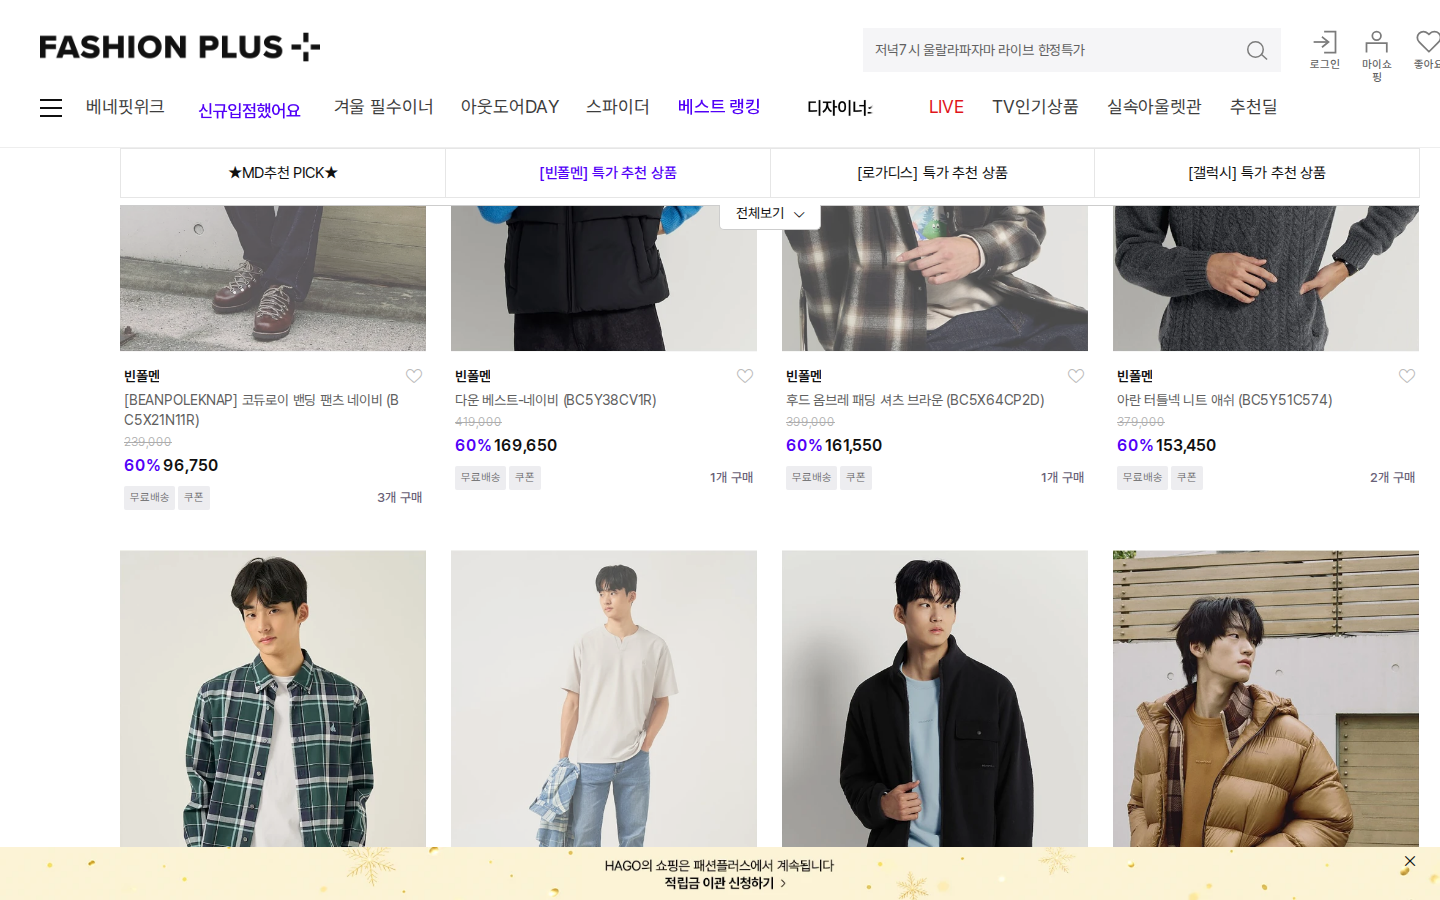 FASHION PLUS
저녁7시 울랄라파자마 라이브 한정특가
로그인
마이쇼
핑
좋아요
베네핏위크
신규입점했어요
겨울 필수이너
아웃도어DAY
스파이더
베스트 랭킹
디자이너
LIVE
TV인기상품
실속아울렛관
추천딜
★MD추천 PICK★
[빈폴멘] 특가 추천 상품
[로가디스] 특가 추천 상품
[갤럭시] 특가 추천 상품
전체보기
빈폴멘
[BEANPOLEKNAP] 코듀로이 밴딩 팬츠 네이비 (B
C5X21N11R)
239,000
60% 96,750
무료배송 쿠폰
3개 구매
빈폴멘
다운 베스트-네이비 (BC5Y38CV1R)
419,000
60% 169,650
무료배송 쿠폰
1개 구매
빈폴멘
후드 옴브레 패딩 셔츠 브라운 (BC5X64CP2D)
399,000
60% 161,550
무료배송 쿠폰
1개 구매
빈폴멘
아란 터틀넥 니트 애쉬 (BC5Y51C574)
379,000
60% 153,450
무료배송 쿠폰
2개 구매
HAGO의 쇼핑은 패션플러스에서 계속됩니다
적립금 이관 신청하기 >